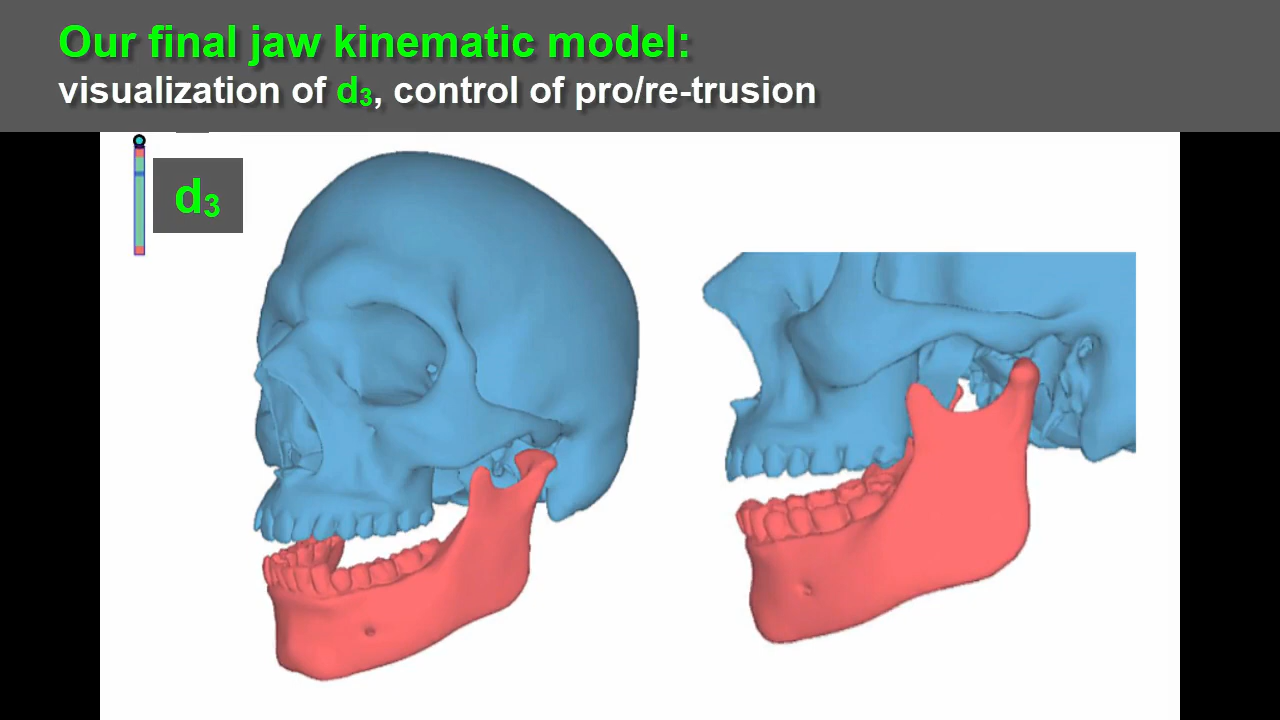 Our final jaw kinematic model:
visualization of d₃, control of pro/re-trusion
d₃